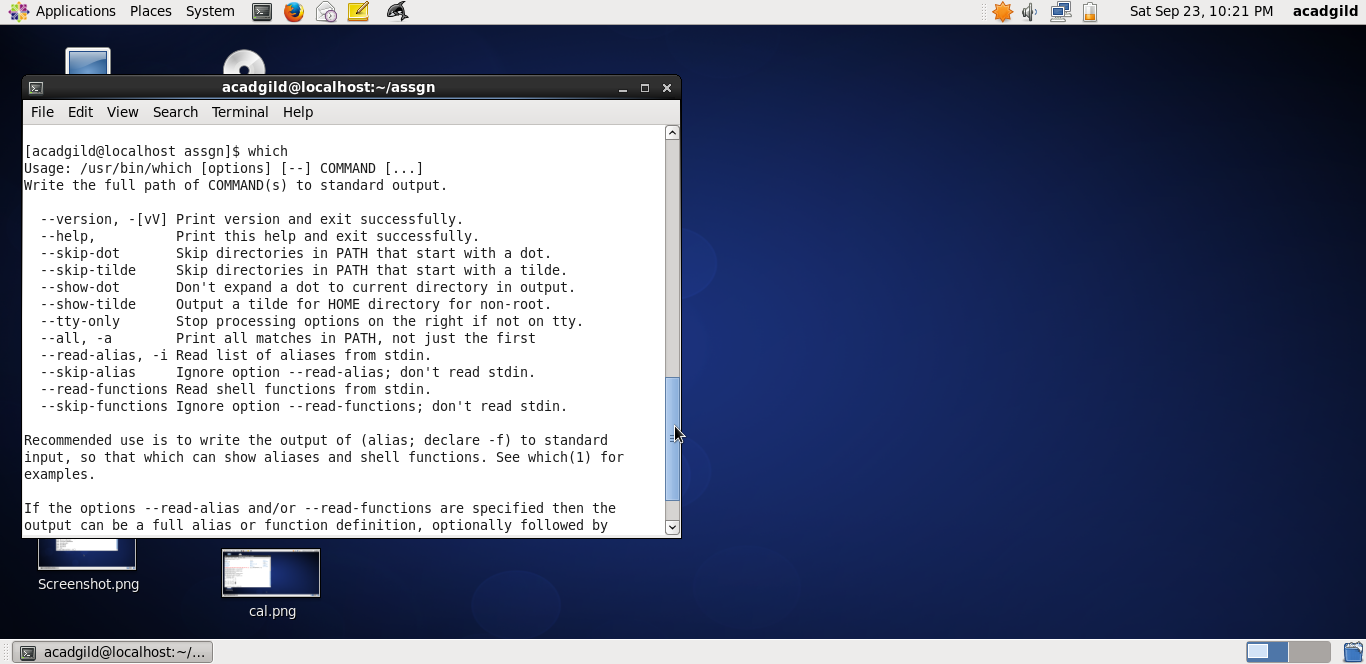 Applications Places System Sat Sep 23, 10:21 PM acadgild
acadgild@localhost:~/assgn
File Edit View Search Terminal Help
[acadgild@localhost assgn]$ which
Usage: /usr/bin/which [options] [--] COMMAND [...]
Write the full path of COMMAND(s) to standard output.
--version, -[vV] Print version and exit successfully.
--help, Print this help and exit successfully.
--skip-dot Skip directories in PATH that start with a dot.
--skip-tilde Skip directories in PATH that start with a tilde.
--show-dot Don't expand a dot to current directory in output.
--show-tilde Output a tilde for HOME directory for non-root.
--tty-only Stop processing options on the right if not on tty.
--all, -a Print all matches in PATH, not just the first
--read-alias, -i Read list of aliases from stdin.
--skip-alias Ignore option --read-alias; don't read stdin.
--read-functions Read shell functions from stdin.
--skip-functions Ignore option --read-functions; don't read stdin.
Recommended use is to write the output of (alias; declare -f) to standard
input, so that which can show aliases and shell functions. See which(1) for
examples.
If the options --read-alias and/or --read-functions are specified then the
output can be a full alias or function definition, optionally followed by
Screenshot.png
cal.png
acadgild@localhost:~/...